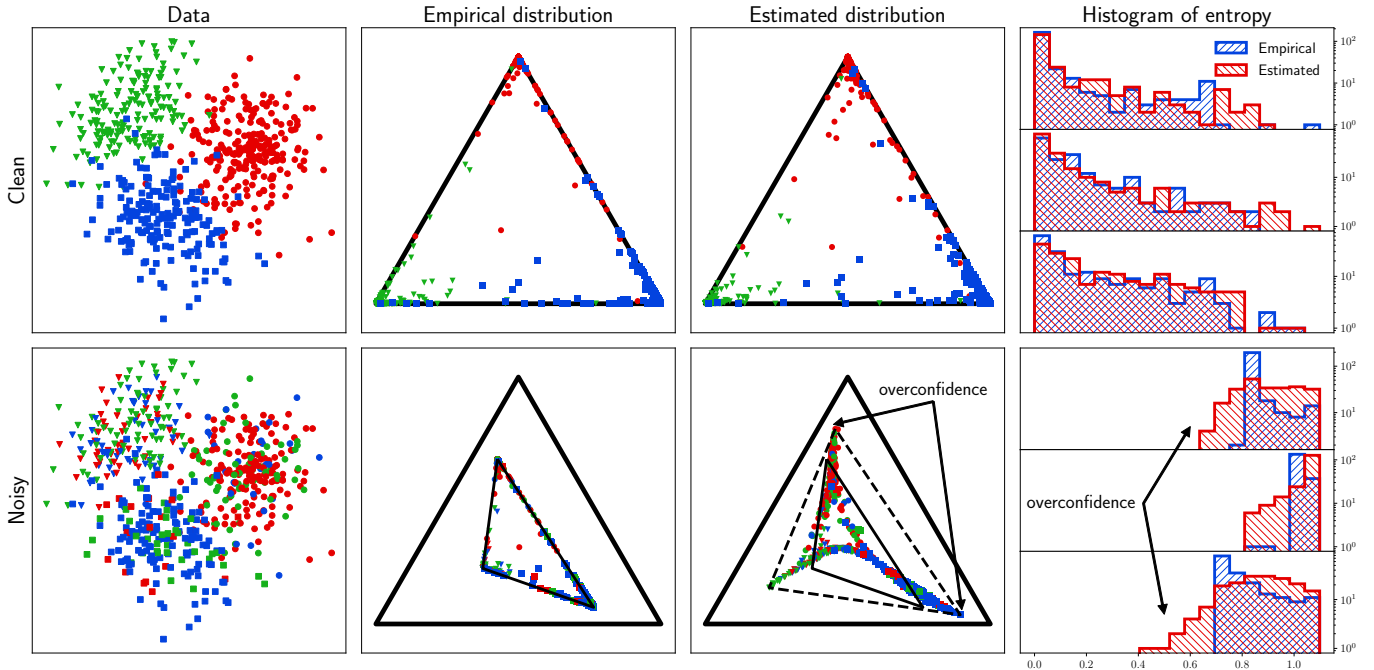 Data
Empirical distribution
Estimated distribution
Histogram of entropy
Clean
Empirical
Estimated
10²
10¹
10⁰
10¹
10⁰
10¹
10⁰
Noisy
overconfidence
overconfidence
10²
10¹
10²
10¹
10⁰
10¹
10⁰
0.0 0.2 0.4 0.6 0.8 1.0